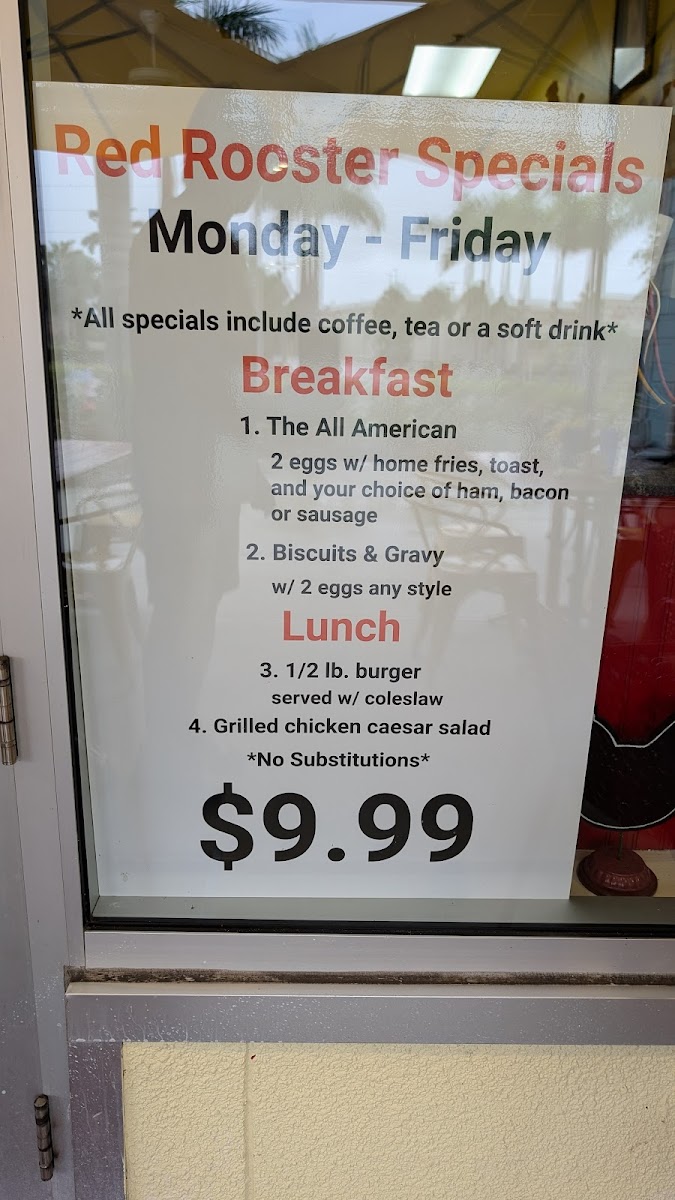 Red Rooster Specials
Monday - Friday
*All specials include coffee, tea or a soft drink*
Breakfast
1. The All American
2 eggs w/ home fries, toast,
and your choice of ham, bacon
or sausage
2. Biscuits & Gravy
w/ 2 eggs any style
Lunch
3. 1/2 lb. burger
served w/ coleslaw
4. Grilled chicken caesar salad
*No Substitutions*
$9.99